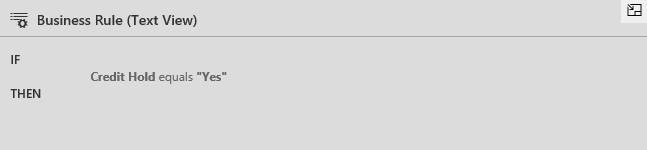 Business Rule (Text View)
IF
Credit Hold equals "Yes"
THEN